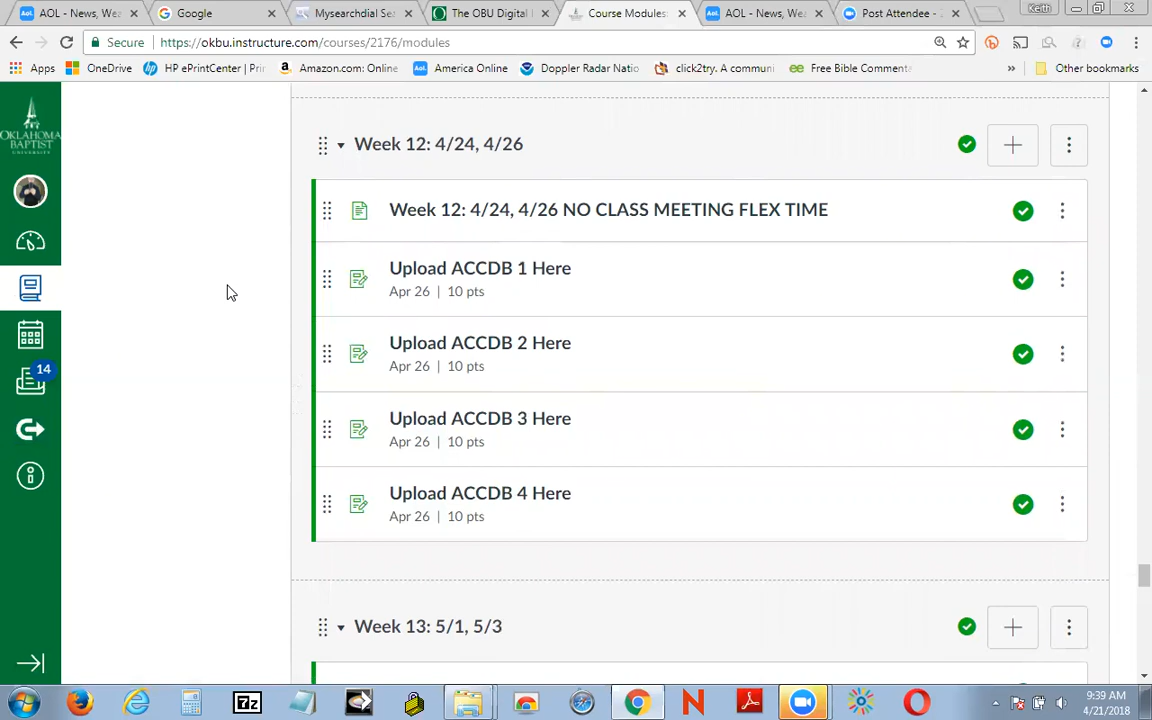 AOL - News, Wea
Google
Mysearchdial Se
The OBU Digital
Course Modules:
AOL - News, Wea
Post Attendee -
Keith
Secure
https://okbu.instructure.com/courses/2176/modules
Apps
OneDrive
HP ePrintCenter | Pri
Amazon.com: Online
America Online
Doppler Radar Natio
click2try. A communi
Free Bible Comment
»
Other bookmarks
OKLAHOMA
BAPTIST
UNIVERSITY
14
Week 12: 4/24, 4/26
Week 12: 4/24, 4/26 NO CLASS MEETING FLEX TIME
Upload ACCDB 1 Here
Apr 26 | 10 pts
Upload ACCDB 2 Here
Apr 26 | 10 pts
Upload ACCDB 3 Here
Apr 26 | 10 pts
Upload ACCDB 4 Here
Apr 26 | 10 pts
Week 13: 5/1, 5/3
9:39 AM
4/21/2018